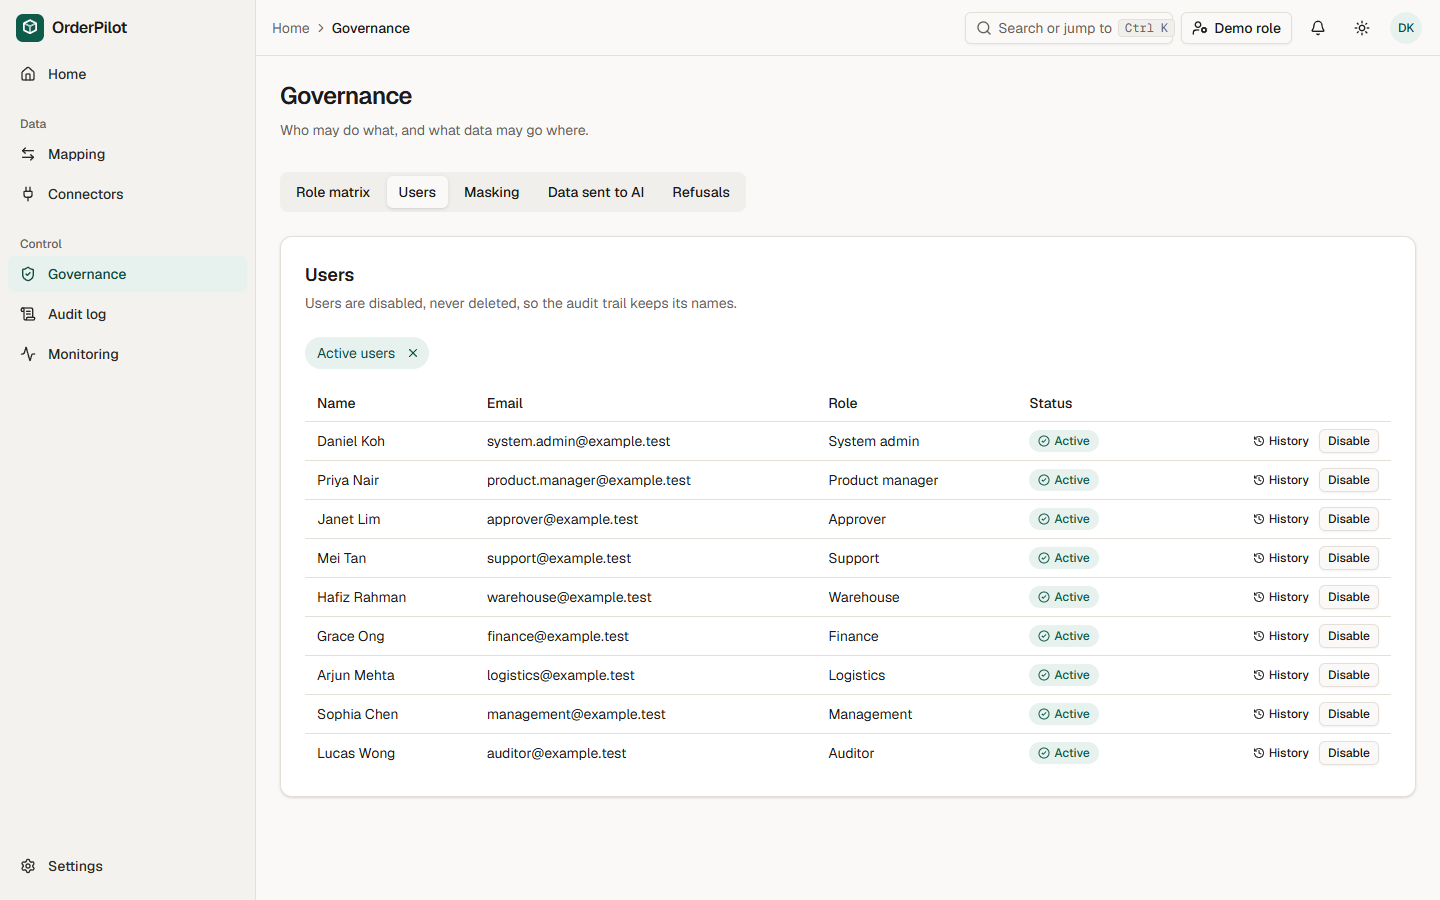 OrderPilot
Home
Data
Mapping
Connectors
Control
Governance
Audit log
Monitoring
Settings
Home > Governance
Search or jump to Ctrl K
Demo role
DK
Governance
Who may do what, and what data may go where.
Role matrix Users Masking Data sent to AI Refusals
Users
Users are disabled, never deleted, so the audit trail keeps its names.
Active users
Name Email Role Status
Daniel Koh system.admin@example.test System admin Active History Disable
Priya Nair product.manager@example.test Product manager Active History Disable
Janet Lim approver@example.test Approver Active History Disable
Mei Tan support@example.test Support Active History Disable
Hafiz Rahman warehouse@example.test Warehouse Active History Disable
Grace Ong finance@example.test Finance Active History Disable
Arjun Mehta logistics@example.test Logistics Active History Disable
Sophia Chen management@example.test Management Active History Disable
Lucas Wong auditor@example.test Auditor Active History Disable